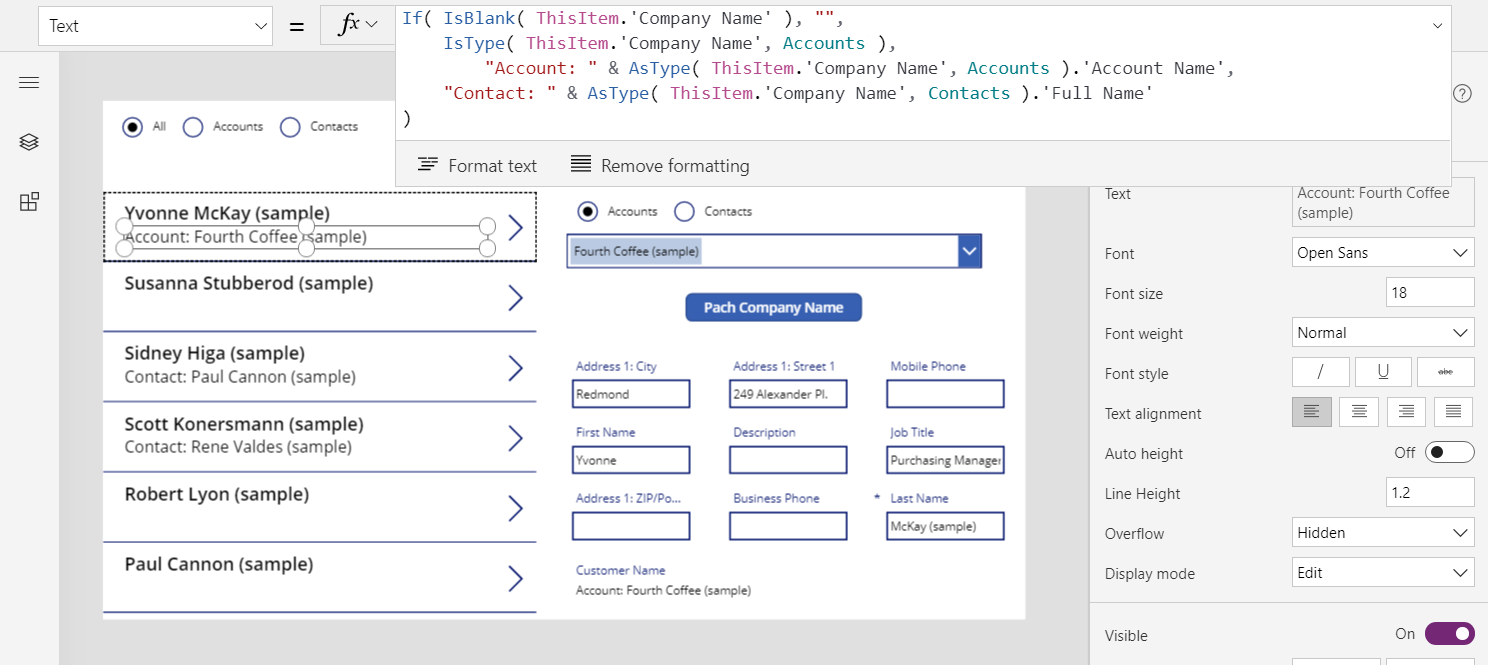 Text
=
fx
If( IsBlank( ThisItem.'Company Name' ), "",
IsType( ThisItem.'Company Name', Accounts ),
"Account: " & AsType( ThisItem.'Company Name', Accounts ).'Account Name',
"Contact: " & AsType( ThisItem.'Company Name', Contacts ).'Full Name'
)
Format text
Remove formatting
?
All
Accounts
Contacts
Yvonne McKay (sample)
Account: Fourth Coffee (sample)
Susanna Stubberod (sample)
Sidney Higa (sample)
Contact: Paul Cannon (sample)
Scott Konersmann (sample)
Contact: Rene Valdes (sample)
Robert Lyon (sample)
Paul Cannon (sample)
Accounts
Contacts
Fourth Coffee (sample)
Pach Company Name
Address 1: City
Address 1: Street 1
Mobile Phone
Redmond
249 Alexander Pl.
First Name
Description
Job Title
Yvonne
Purchasing Manager
Address 1: ZIP/Po...
Business Phone
* Last Name
McKay (sample)
Customer Name
Account: Fourth Coffee (sample)
Text
Account: Fourth Coffee
(sample)
Font
Open Sans
Font size
18
Font weight
Normal
Font style
/
U
abc
Text alignment
Auto height
Off
Line Height
1.2
Overflow
Hidden
Display mode
Edit
Visible
On